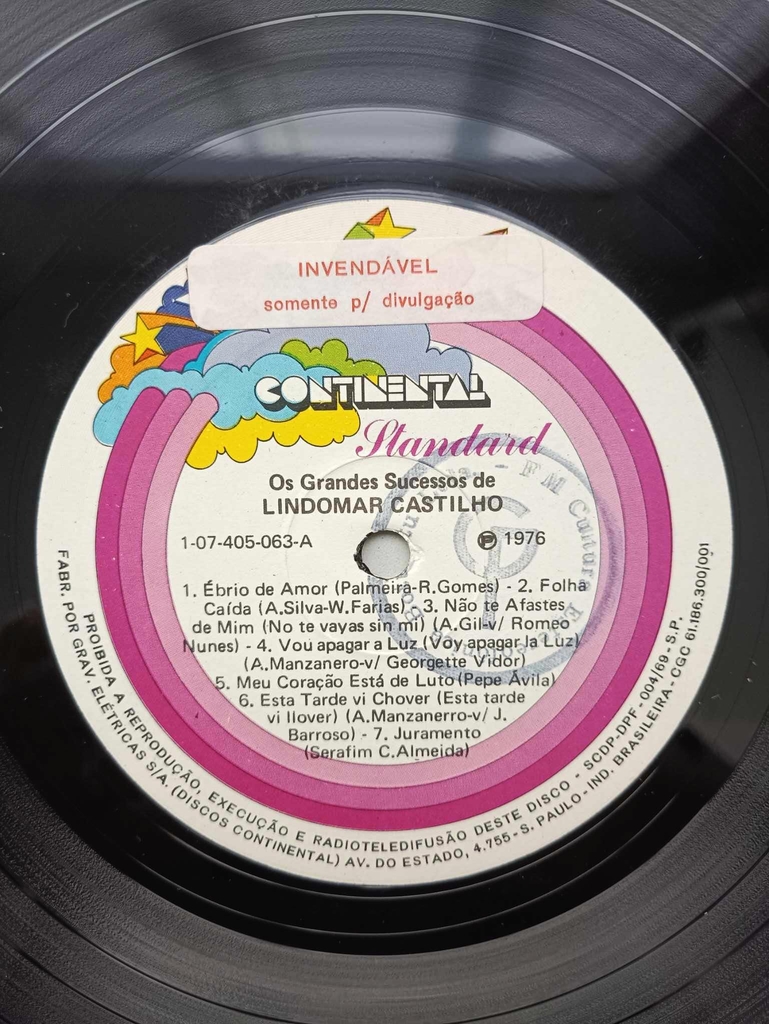 INVENDÁVEL
somente p/ divulgação
CONTINENTAL
Standard
Os Grandes Sucessos de
LINDOMAR CASTILHO
1-07-405-063-A
℗ 1976
1. Ébrio de Amor (Palmeira-R.Gomes) - 2. Folha
Caída (A.Silva-W.Farias) - 3. Não te Afastes
de Mim (No te vayas sin mi) (A.Gil-v/ Romeo
Nunes) - 4. Vou apagar a Luz (Voy apagar la Luz)
(A.Manzanero-v/ Georgette Vidor)
5. Meu Coração Está de Luto (Pepe Ávila)
6. Esta Tarde vi Chover (Esta tarde
vi llover) (A.Manzanerro-v/ J.
Barroso) - 7. Juramento
(Serafim C.Almeida)
PROIBIDA A REPRODUÇÃO, EXECUÇÃO E RADIOTELEDIFUSÃO DESTE DISCO - SCDP-DPF - 004/69 - S.P.
FABR. POR GRAV. ELÉTRICAS S/A. (DISCOS CONTINENTAL) AV. DO ESTADO, 4.755 - S. PAULO - IND. BRASILEIRA - CGC 61.186.300/001
FM Cultura